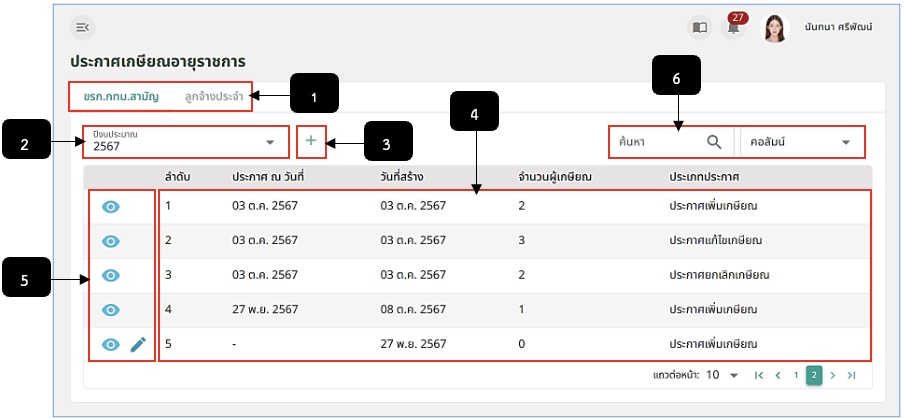 27
นันทนา ศรีพัฒน์
ประกาศเกษียณอายุราชการ
ขรก.กทม.สามัญ ลูกจ้างประจำ
1
6
2
ปีงบประมาณ
2567
+
3
4
ค้นหา
คอลัมน์
ลำดับ ประกาศ ณ วันที่ วันที่สร้าง จำนวนผู้เกษียณ ประเภทประกาศ
1 03 ต.ค. 2567 03 ต.ค. 2567 2 ประกาศเพิ่มเกษียณ
2 03 ต.ค. 2567 03 ต.ค. 2567 3 ประกาศแก้ไขเกษียณ
5
3 03 ต.ค. 2567 03 ต.ค. 2567 2 ประกาศยกเลิกเกษียณ
4 27 พ.ย. 2567 08 ต.ค. 2567 1 ประกาศเพิ่มเกษียณ
5 - 27 พ.ย. 2567 0 ประกาศเพิ่มเกษียณ
แถวต่อหน้า: 10 1 2